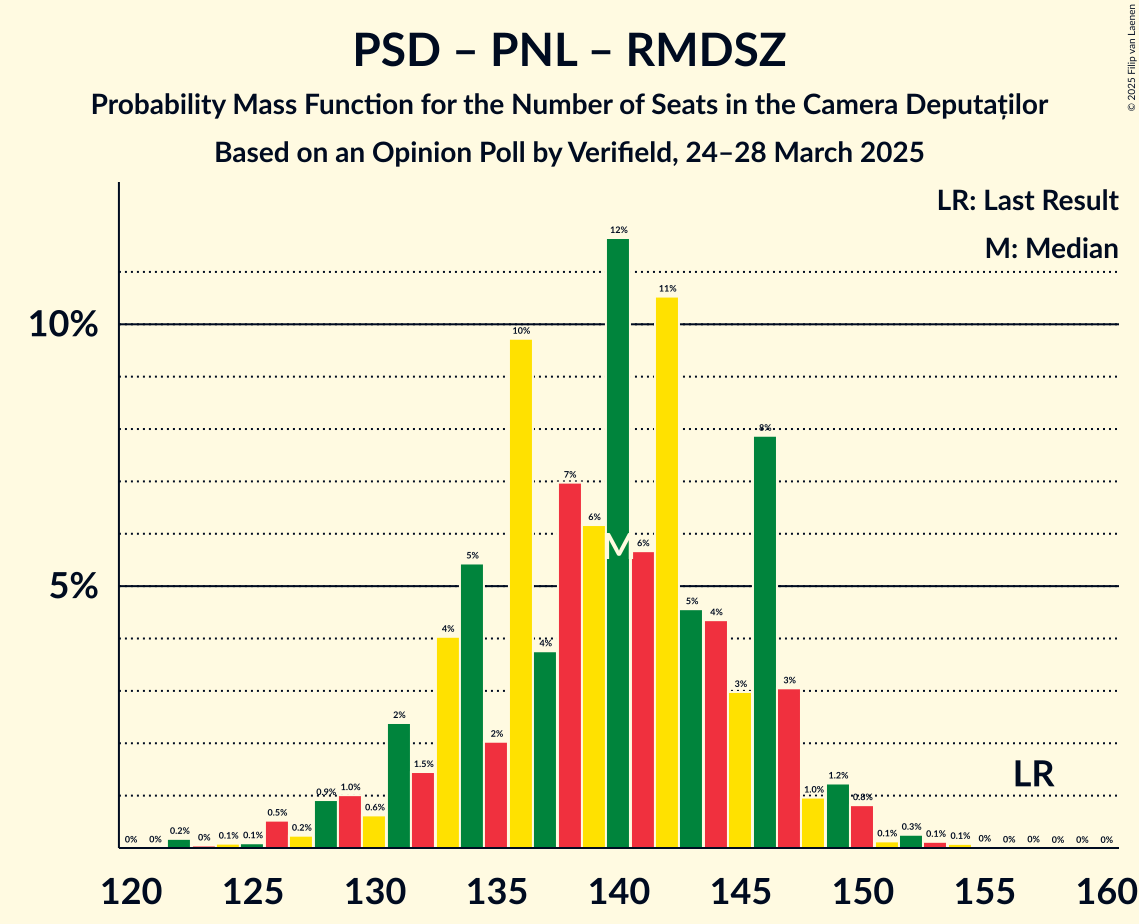 PSD – PNL – RMDSZ
Probability Mass Function for the Number of Seats in the Camera Deputaților
Based on an Opinion Poll by Verifield, 24–28 March 2025
© 2025 Filip van Laenen
LR: Last Result
M: Median
10%
5%
0% 0% 0.2% 0% 0.1% 0.1% 0.5% 0.2% 0.9% 1.0% 0.6% 2% 1.5% 4% 5% 2% 10% 4% 7% 6% 12% 6% 11% 5% 4% 3% 8% 3% 1.0% 1.2% 0.8% 0.1% 0.3% 0.1% 0.1% 0% 0% 0% 0% 0% 0%
M
LR
120 125 130 135 140 145 150 155 160